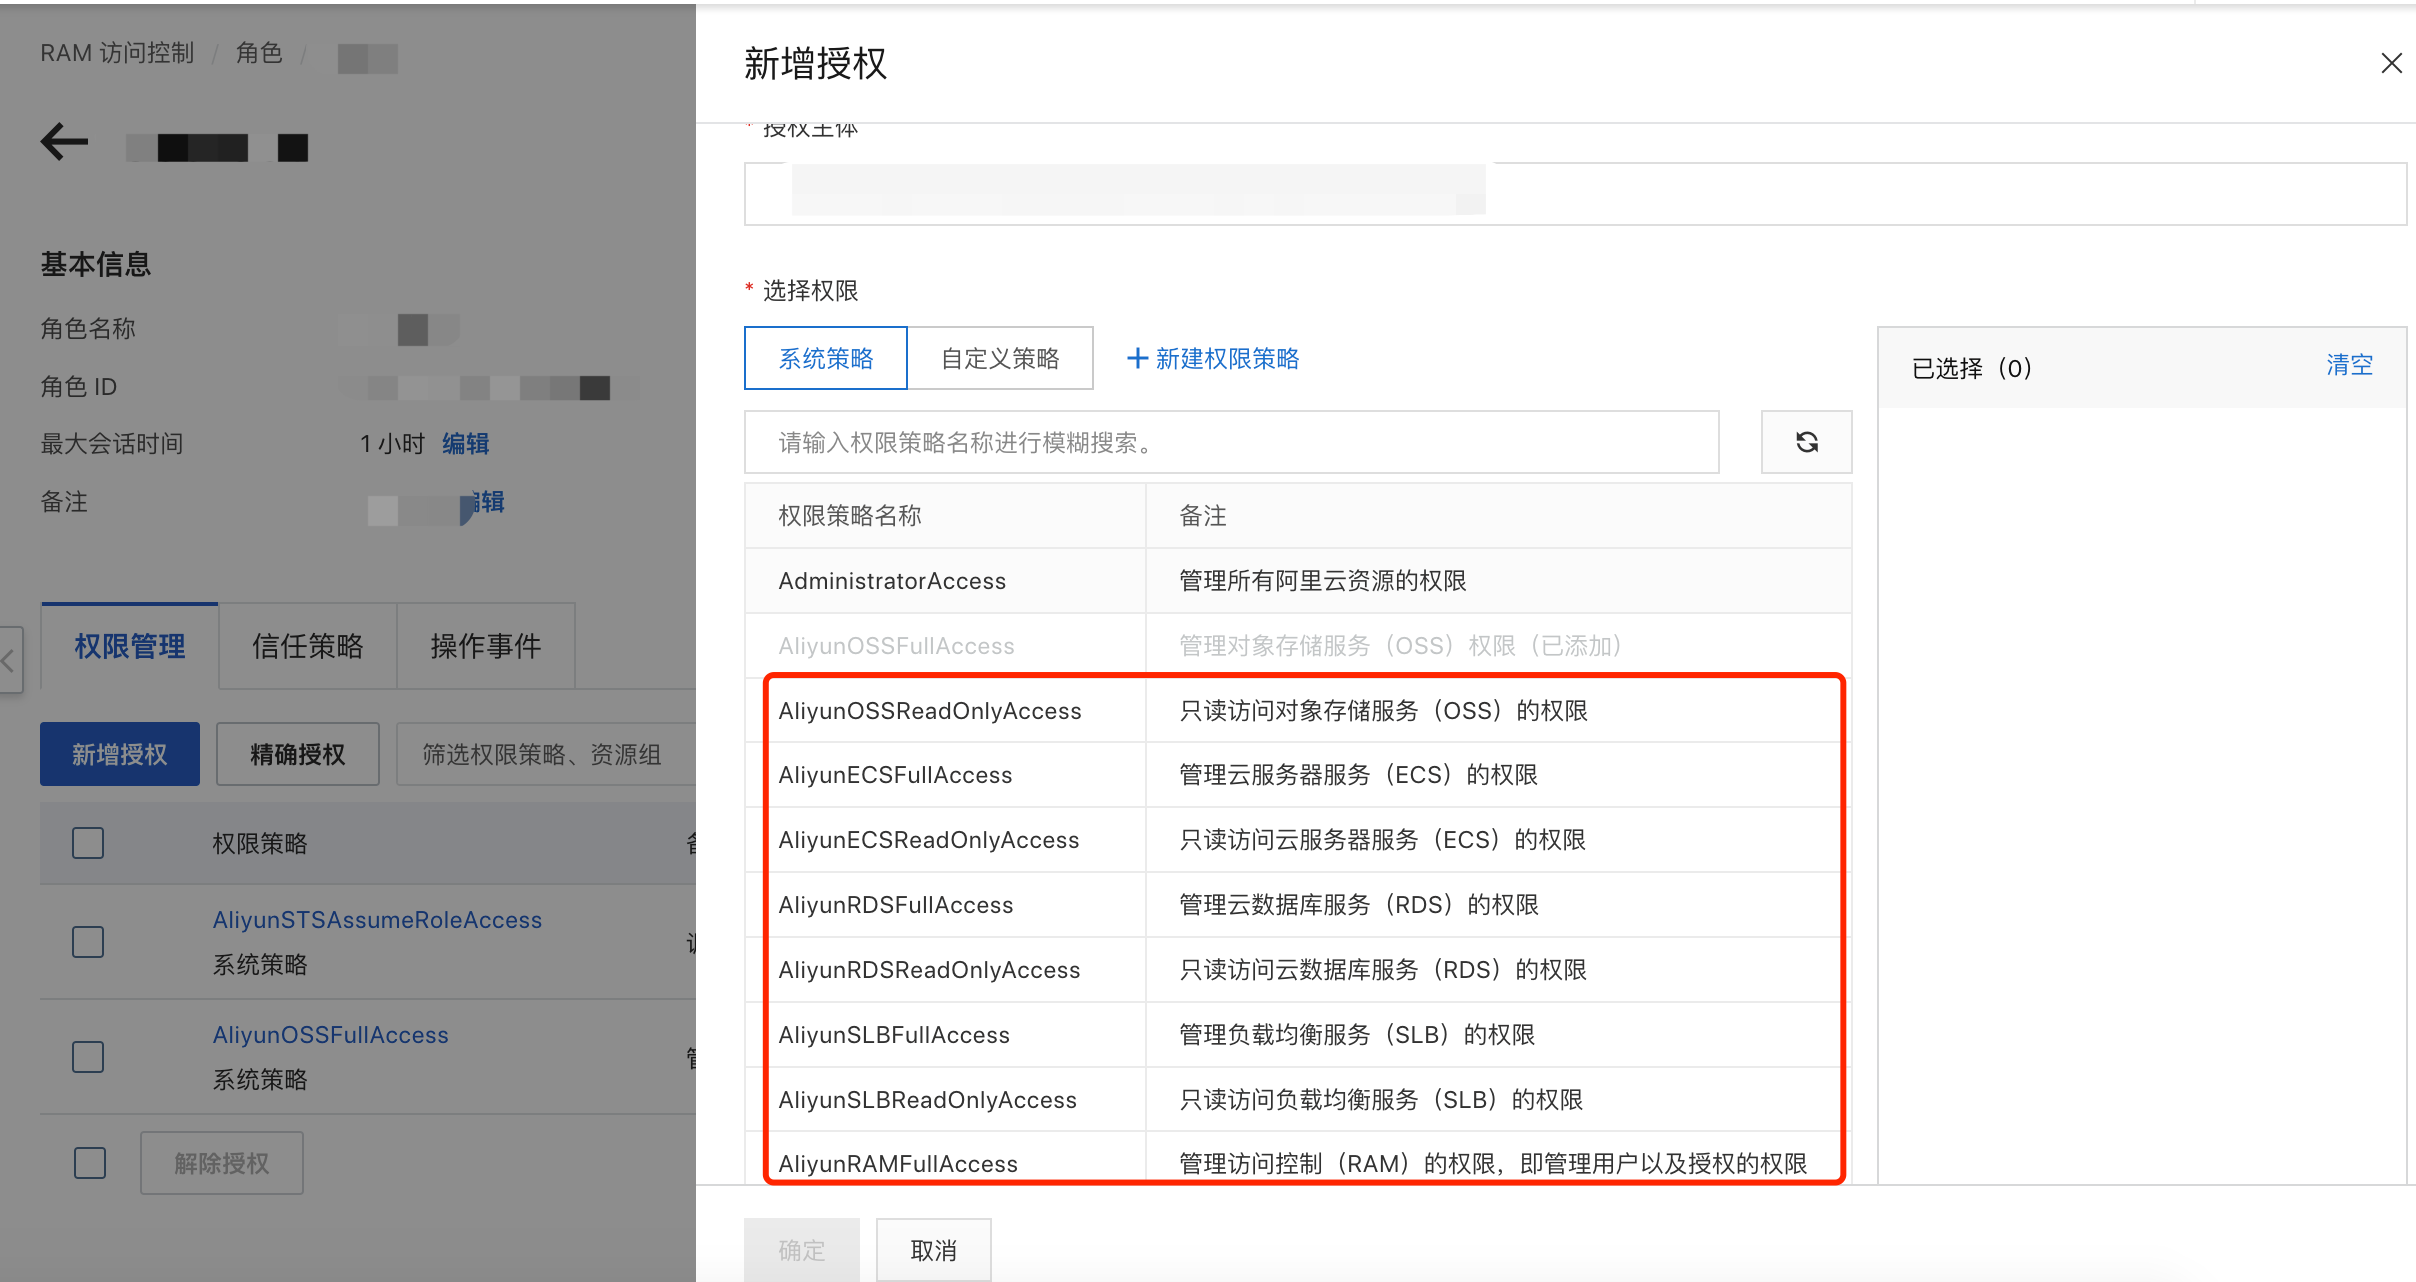 RAM 访问控制 / 角色 /
基本信息
角色名称
角色 ID
最大会话时间 1 小时 编辑
备注 辑
权限管理 信任策略 操作事件
新增授权 精确授权 筛选权限策略、资源组
权限策略
AliyunSTSAssumeRoleAccess
系统策略
AliyunOSSFullAccess
系统策略
解除授权
新增授权
* 授权主体
* 选择权限
系统策略 自定义策略 + 新建权限策略
请输入权限策略名称进行模糊搜索。
权限策略名称 备注
AdministratorAccess 管理所有阿里云资源的权限
AliyunOSSFullAccess 管理对象存储服务（OSS）权限（已添加）
AliyunOSSReadOnlyAccess 只读访问对象存储服务（OSS）的权限
AliyunECSFullAccess 管理云服务器服务（ECS）的权限
AliyunECSReadOnlyAccess 只读访问云服务器服务（ECS）的权限
AliyunRDSFullAccess 管理云数据库服务（RDS）的权限
AliyunRDSReadOnlyAccess 只读访问云数据库服务（RDS）的权限
AliyunSLBFullAccess 管理负载均衡服务（SLB）的权限
AliyunSLBReadOnlyAccess 只读访问负载均衡服务（SLB）的权限
AliyunRAMFullAccess 管理访问控制（RAM）的权限，即管理用户以及授权的权限
已选择（0） 清空
确定 取消